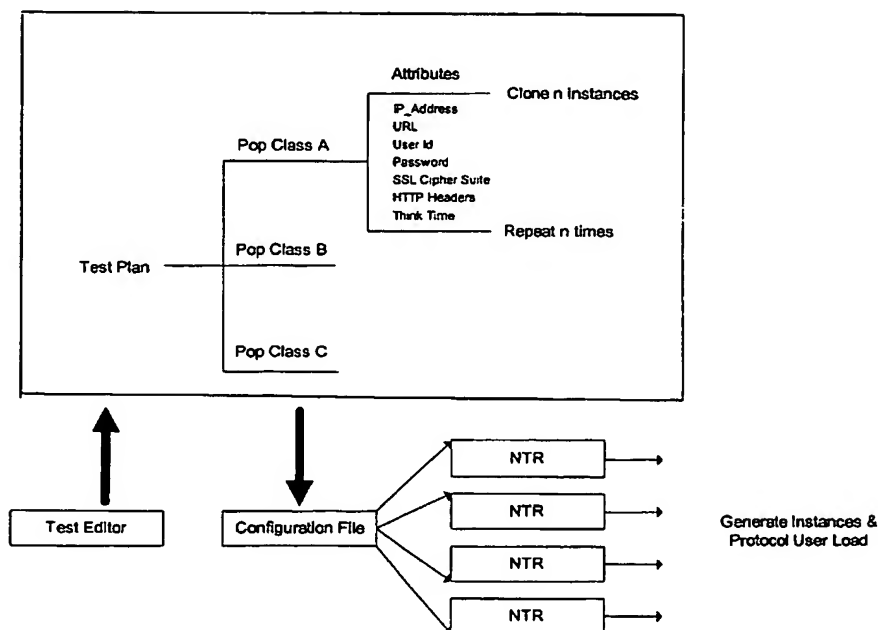 Attributes
Clone n Instances
IP_Address
URL
User Id
Password
SSL Cipher Suite
HTTP Headers
Think Time
Pop Class A
Repeat n times
Pop Class B
Test Plan
Pop Class C
NTR
NTR
Test Editor
Configuration File
Generate Instances &
Protocol User Load
NTR
NTR